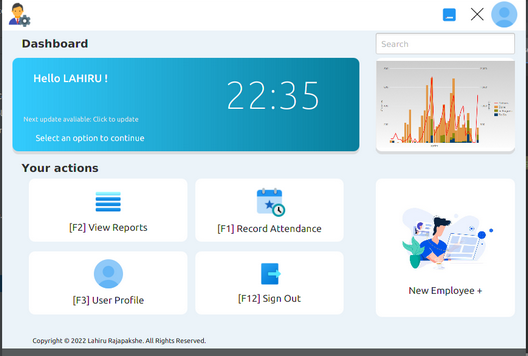 Dashboard
Search
Hello LAHIRU !
22:35
Next update available: Click to update
Select an option to continue
Your actions
[F2] View Reports
[F1] Record Attendance
[F3] User Profile
[F12] Sign Out
New Employee +
Copyright © 2022 Lahiru Rajapakshe. All Rights Reserved.